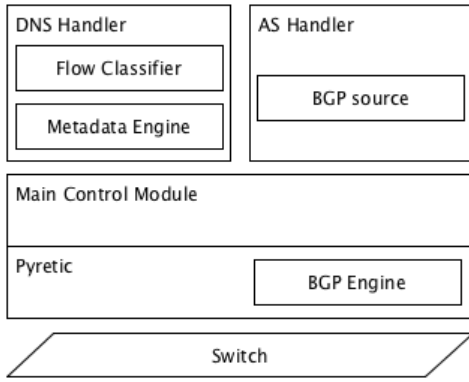 DNS Handler
Flow Classifier
Metadata Engine
AS Handler
BGP source
Main Control Module
Pyretic
BGP Engine
Switch